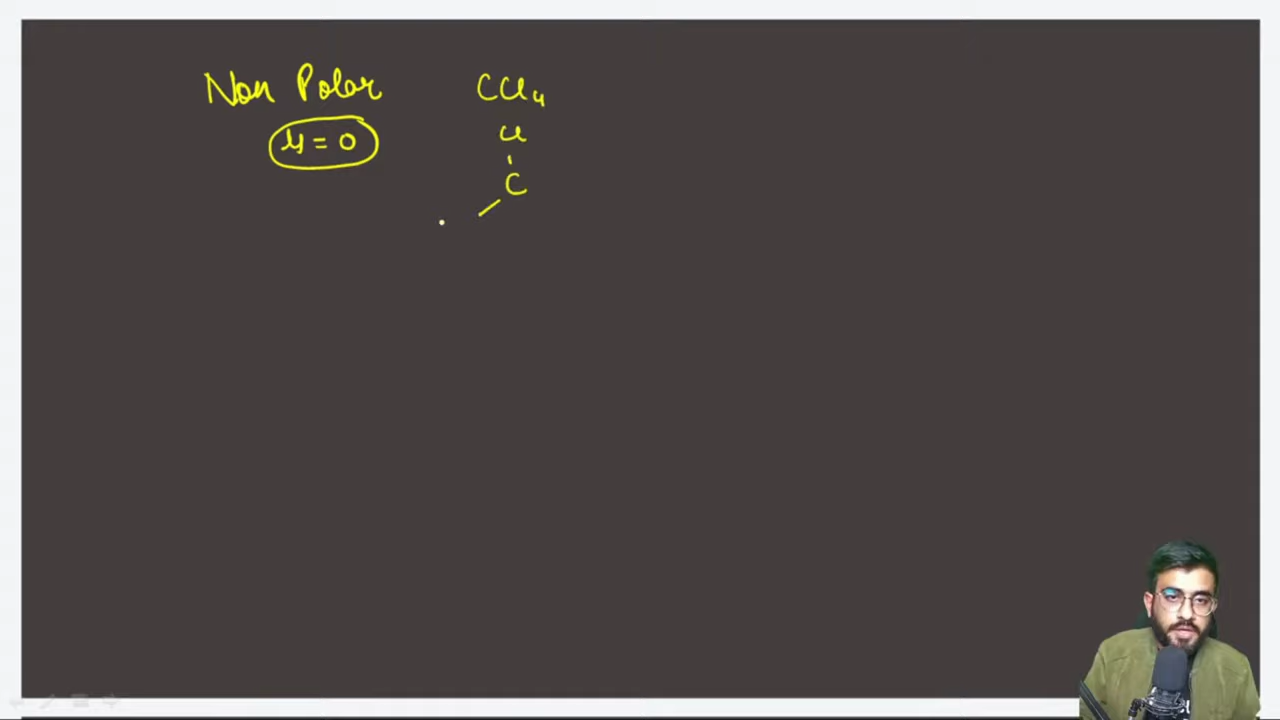 Non Polar
μ = 0
CCl4
Cl
C